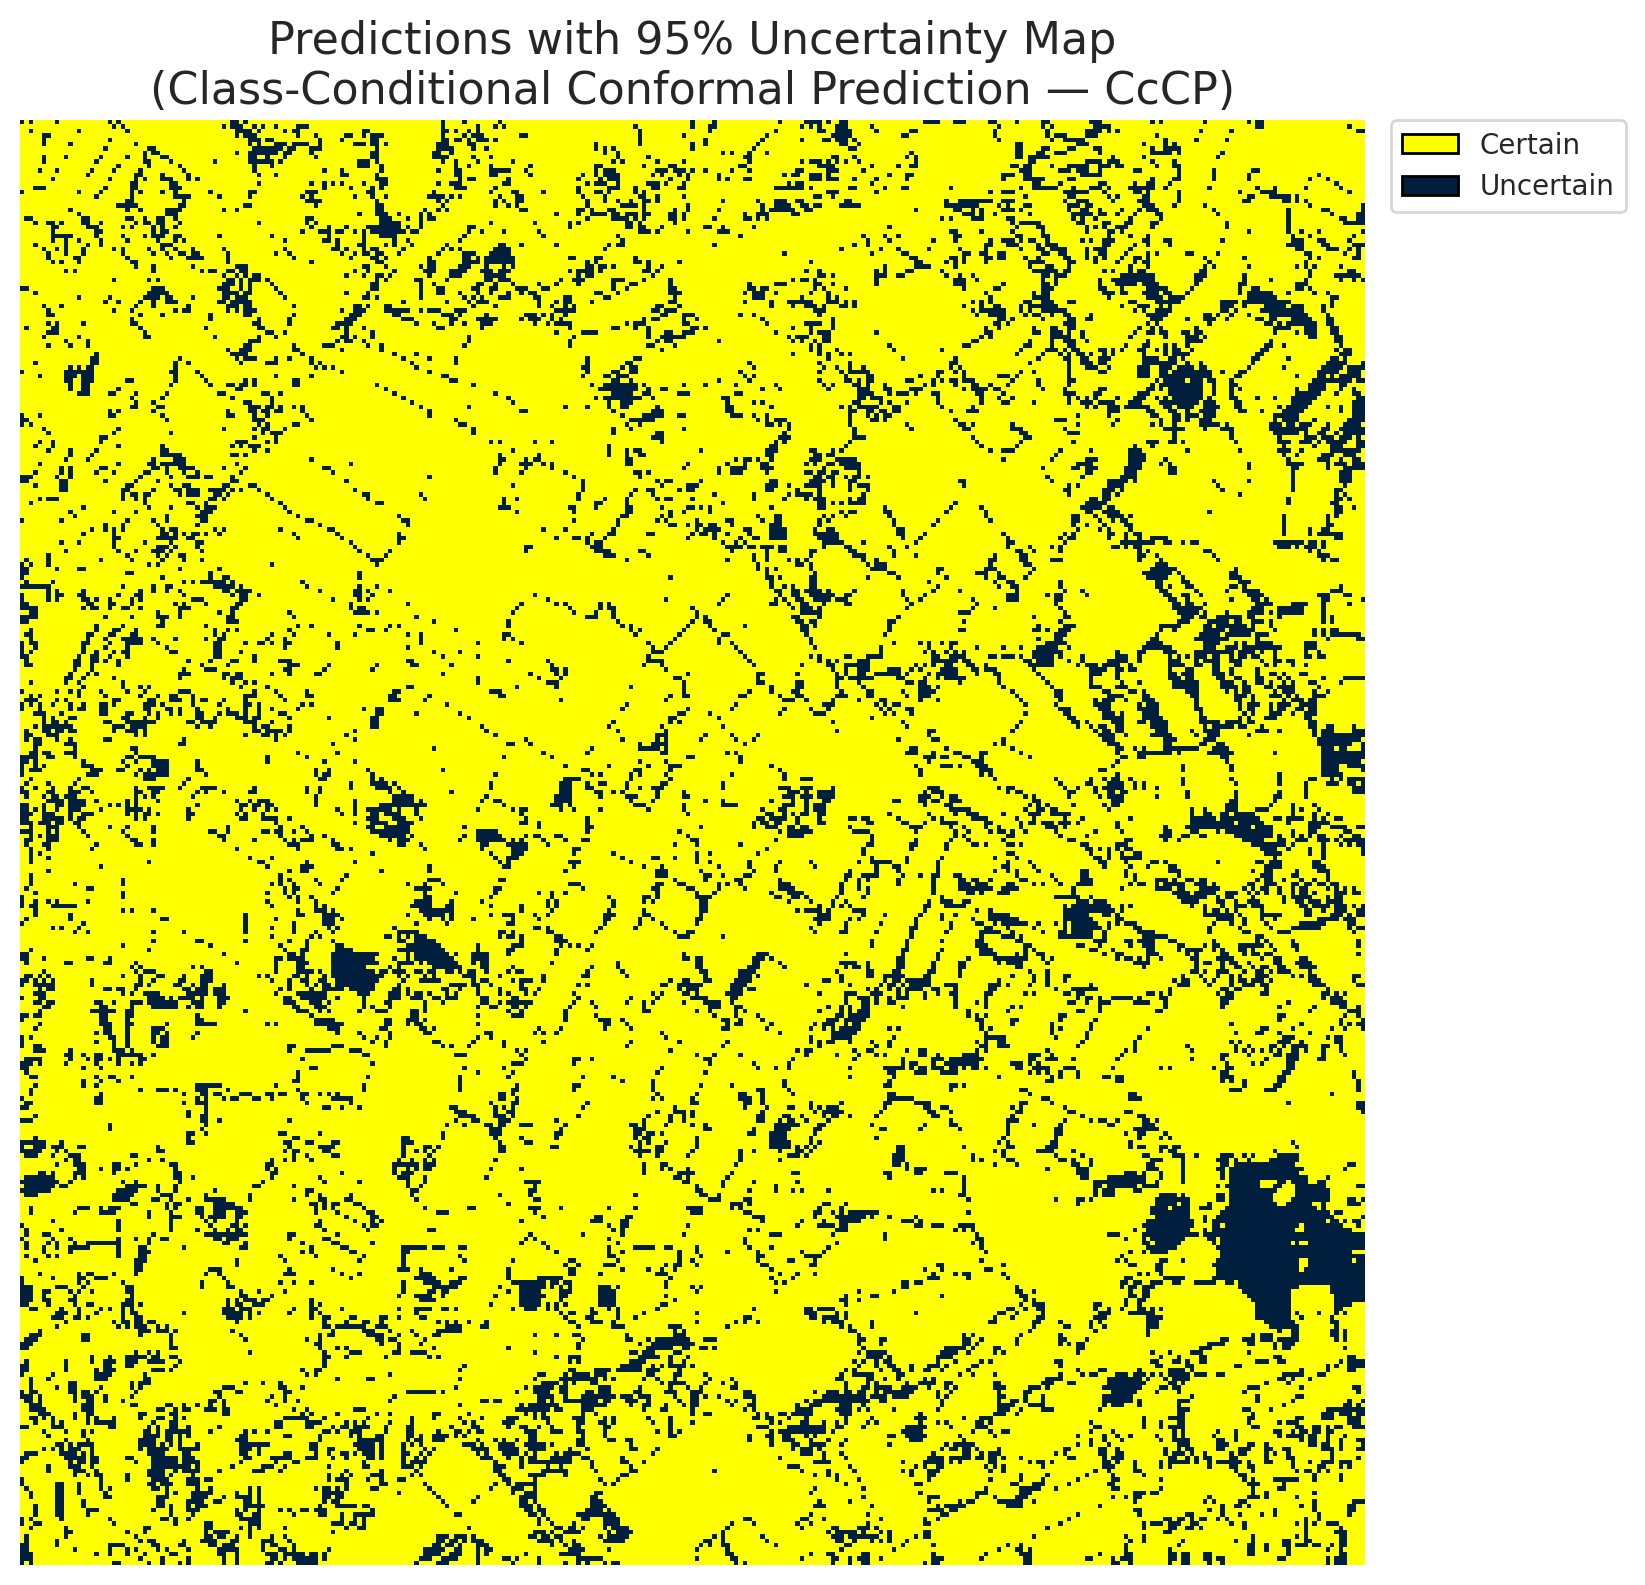 Predictions with 95% Uncertainty Map
(Class-Conditional Conformal Prediction — CcCP)
Certain
Uncertain